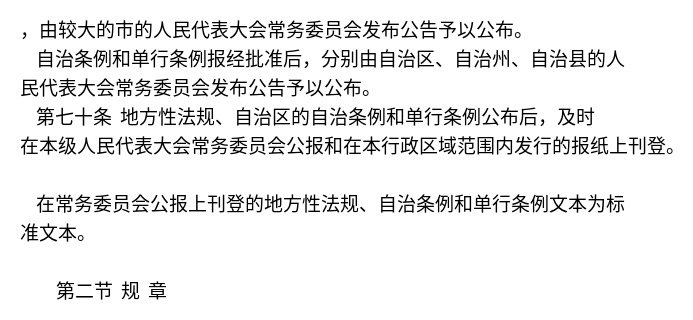 ，由较大的市的人民代表大会常务委员会发布公告予以公布。
自治条例和单行条例报经批准后，分别由自治区、自治州、自治县的人
民代表大会常务委员会发布公告予以公布。
第七十条 地方性法规、自治区的自治条例和单行条例公布后，及时
在本级人民代表大会常务委员会公报和在本行政区域范围内发行的报纸上刊登。
在常务委员会公报上刊登的地方性法规、自治条例和单行条例文本为标
准文本。
第二节 规 章